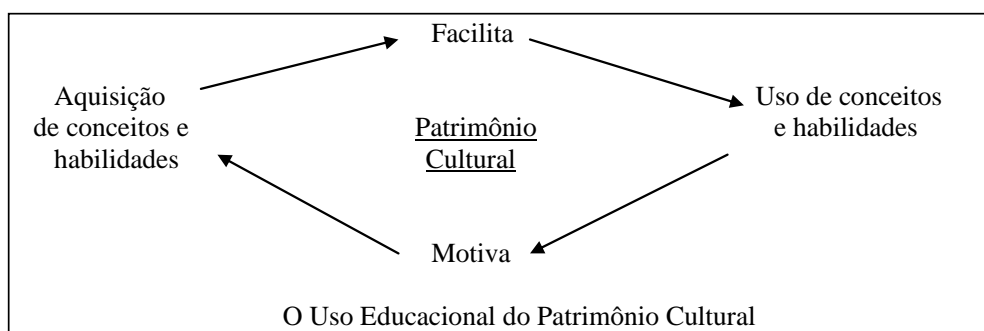 Facilita
Aquisição
de conceitos e
habilidades
Patrimônio
Cultural
Uso de conceitos
e habilidades
Motiva
O Uso Educacional do Patrimônio Cultural